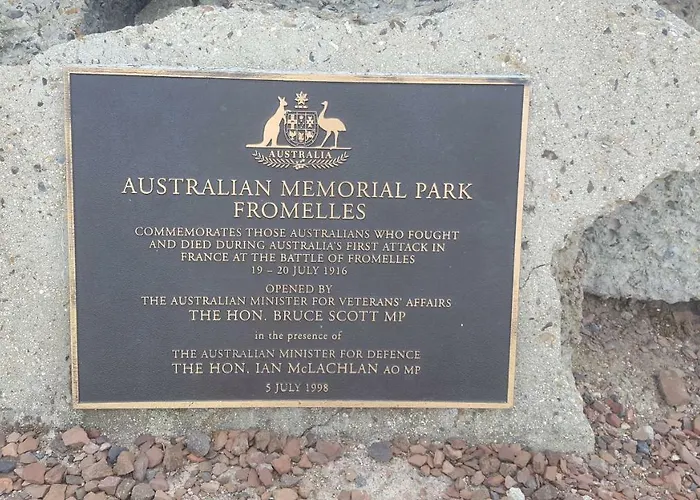 AUSTRALIA
AUSTRALIAN MEMORIAL PARK
FROMELLES
COMMEMORATES THOSE AUSTRALIANS WHO FOUGHT
AND DIED DURING AUSTRALIA'S FIRST ATTACK IN
FRANCE AT THE BATTLE OF FROMELLES
19 – 20 JULY 1916
OPENED BY
THE AUSTRALIAN MINISTER FOR VETERANS' AFFAIRS
THE HON. BRUCE SCOTT MP
in the presence of
THE AUSTRALIAN MINISTER FOR DEFENCE
THE HON. IAN McLACHLAN AO MP
5 JULY 1998